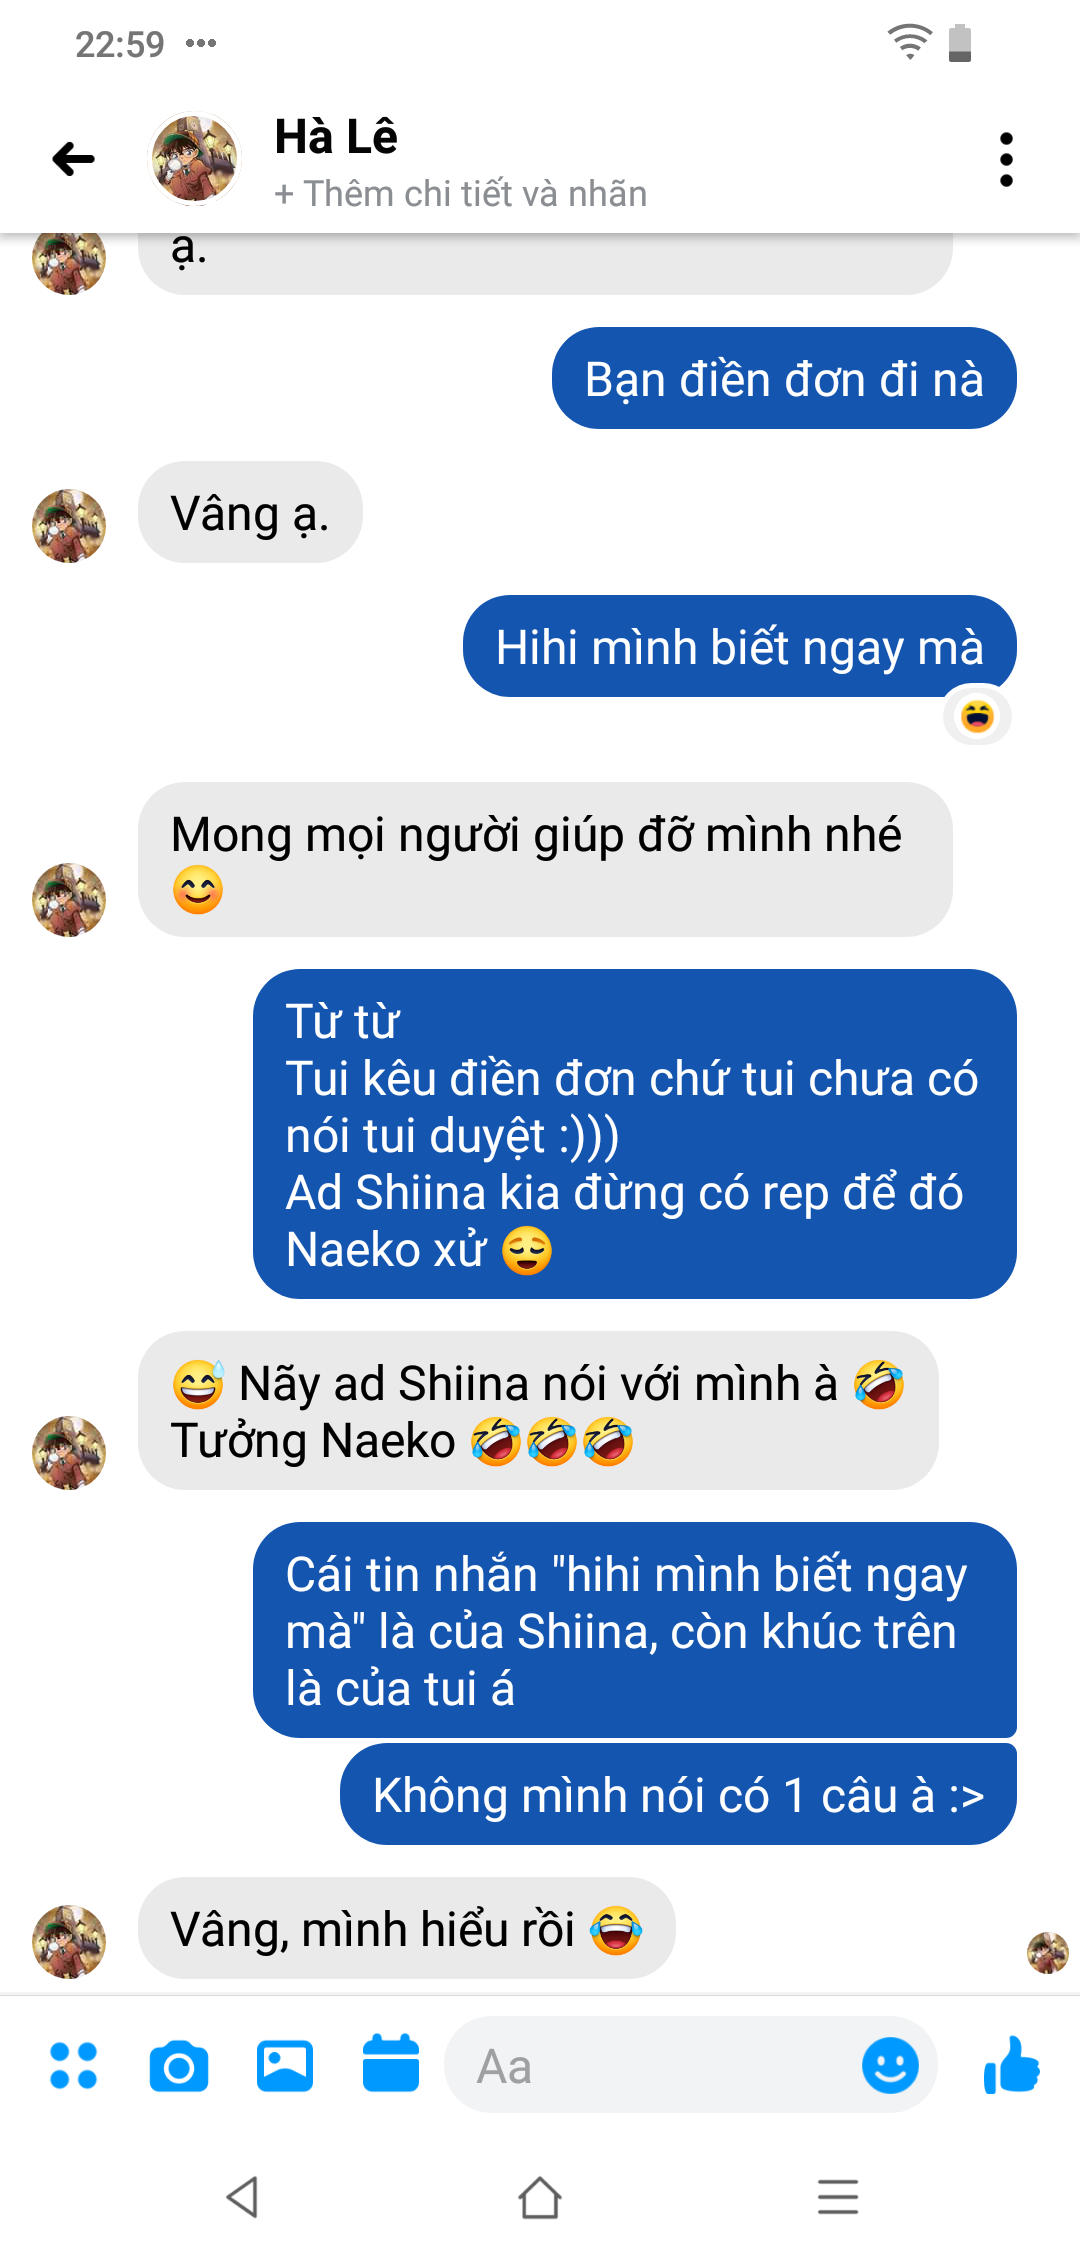 22:59
Hà Lê
+ Thêm chi tiết và nhãn
ạ.
Bạn điền đơn đi nà
Vâng ạ.
Hihi mình biết ngay mà
Mong mọi người giúp đỡ mình nhé
😊
Từ từ
Tui kêu điền đơn chứ tui chưa có
nói tui duyệt :)))
Ad Shiina kia đừng có rep để đó
Naeko xử 😌
😅 Nãy ad Shiina nói với mình à 🤣
Tưởng Naeko 🤣🤣🤣
Cái tin nhắn "hihi mình biết ngay
mà" là của Shiina, còn khúc trên
là của tui á
Không mình nói có 1 câu à :>
Vâng, mình hiểu rồi 😂
Aa